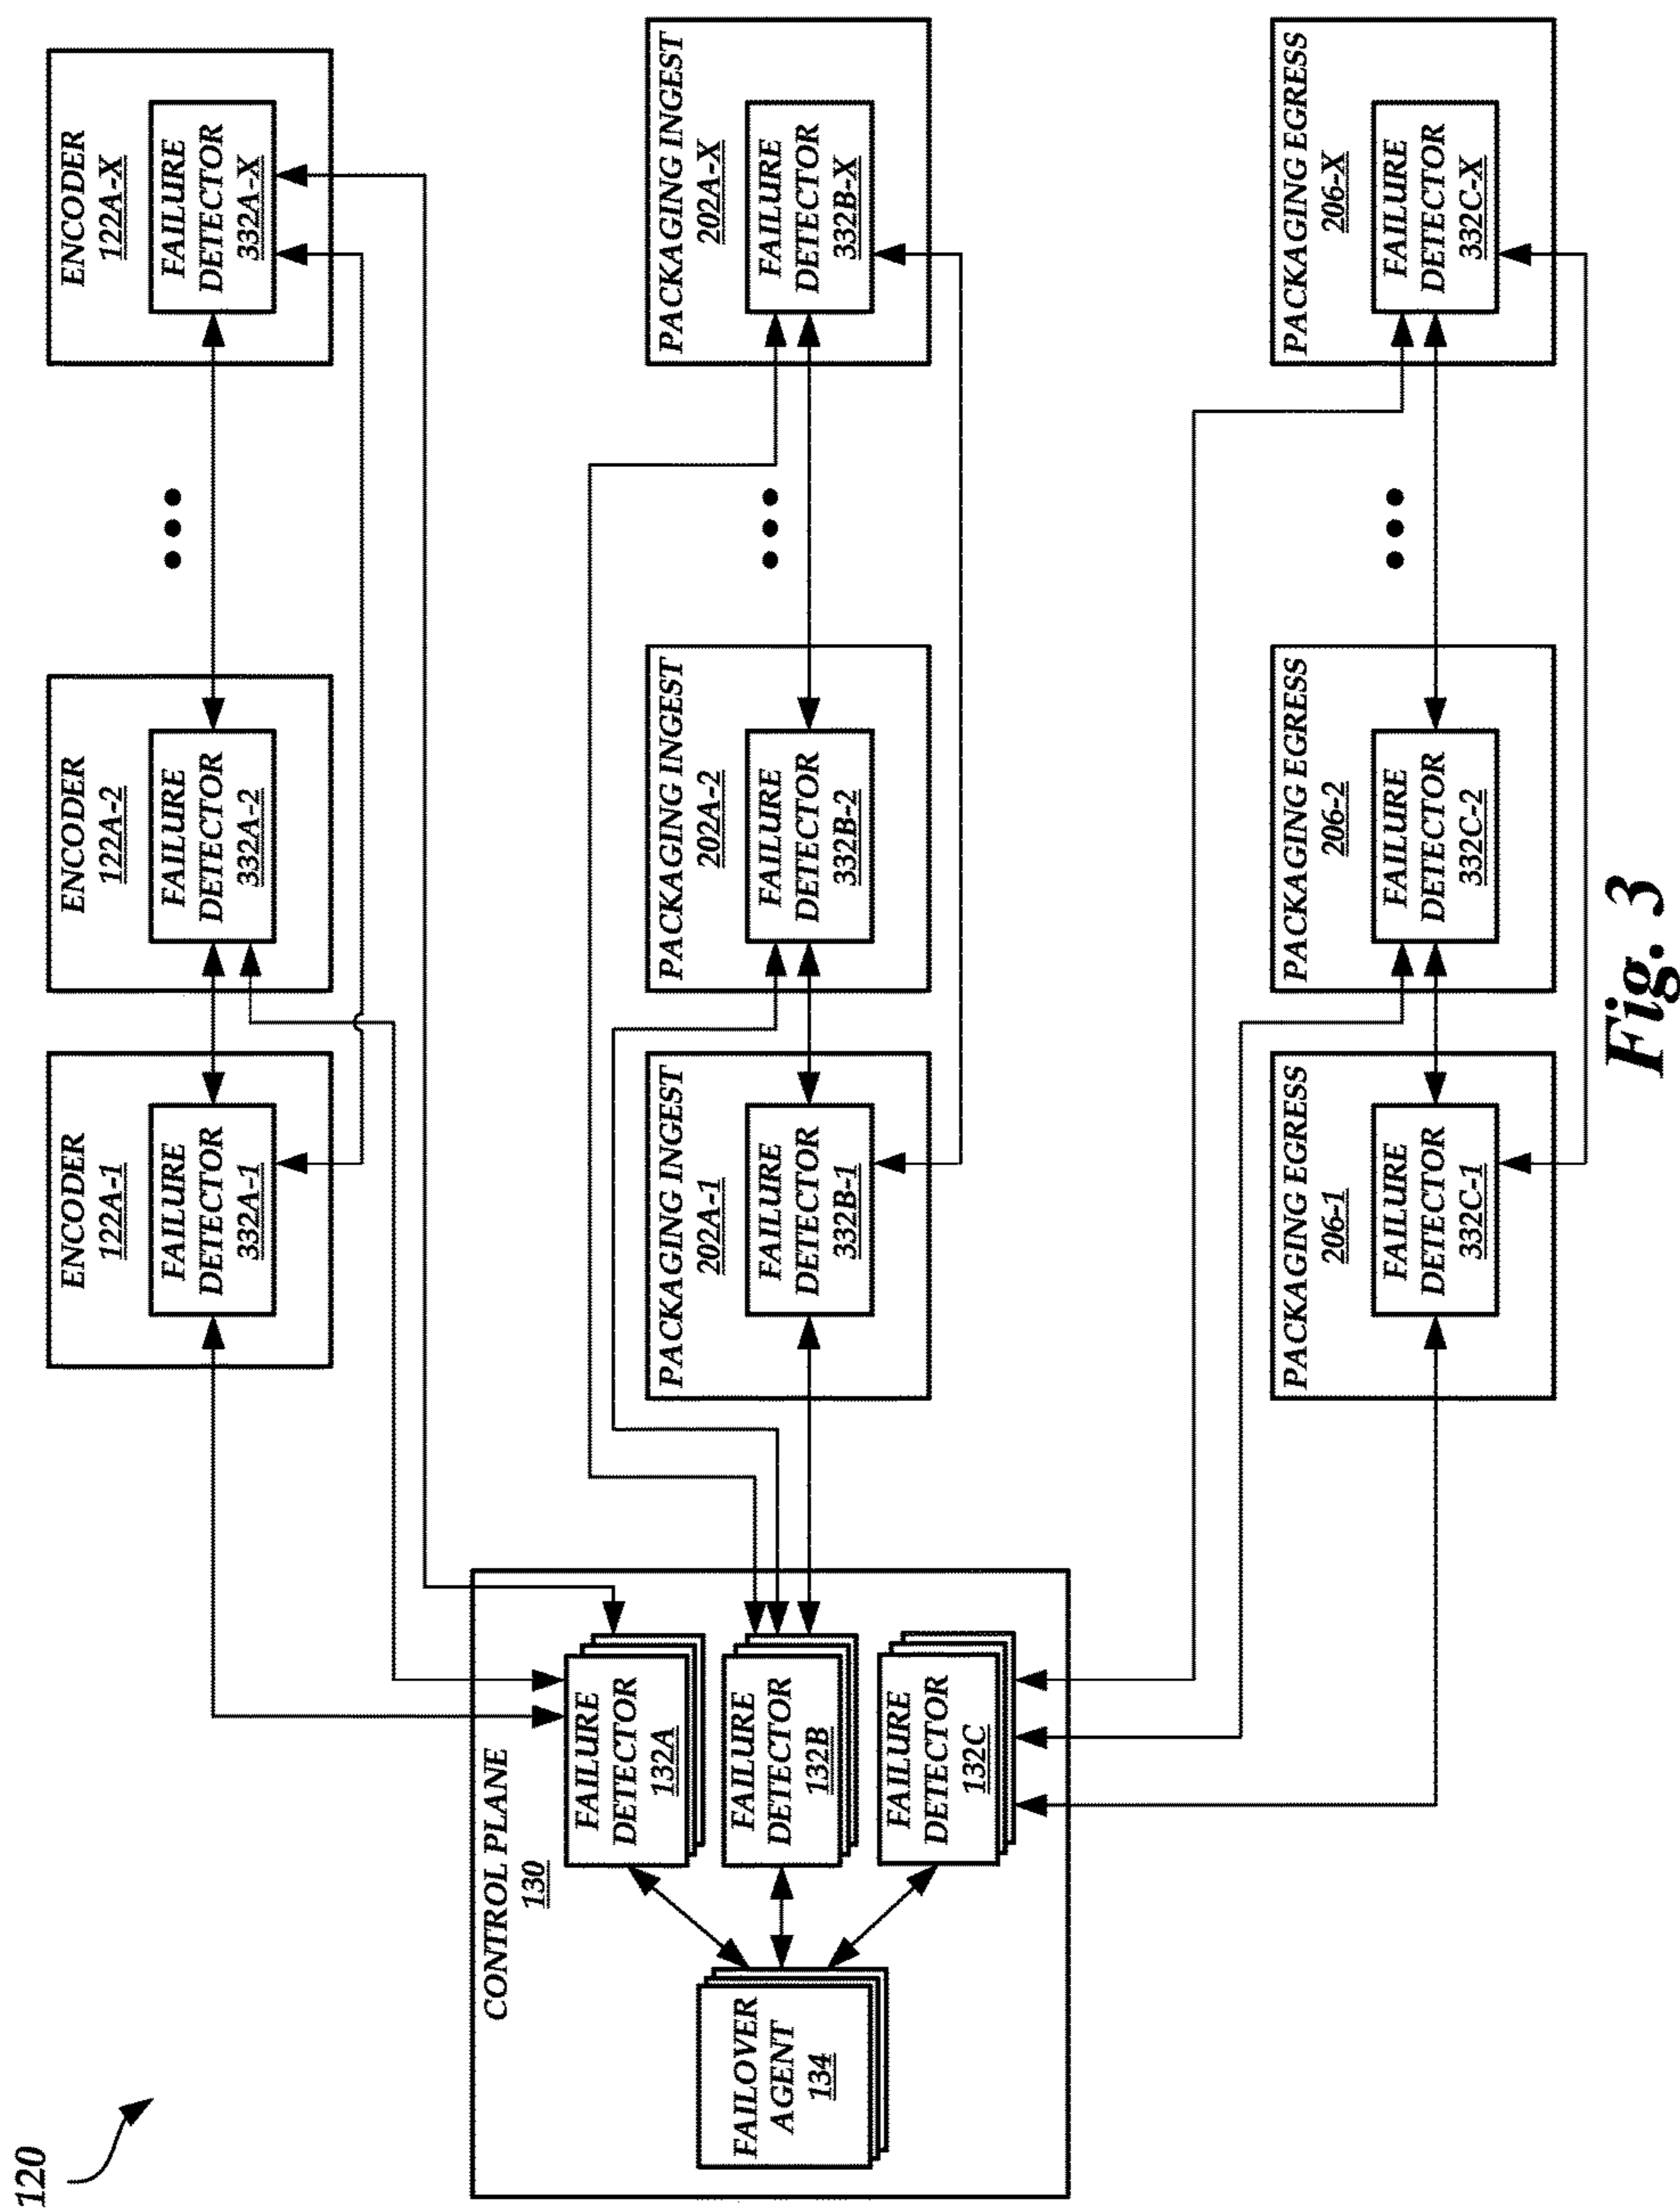 120
CONTROL PLANE
130
FAILOVER
AGENT
134
FAILURE
DETECTOR
132A
FAILURE
DETECTOR
132B
FAILURE
DETECTOR
132C
ENCODER
122A-1
FAILURE
DETECTOR
332A-1
ENCODER
122A-2
FAILURE
DETECTOR
332A-2
ENCODER
122A-X
FAILURE
DETECTOR
332A-X
PACKAGING INGEST
202A-1
FAILURE
DETECTOR
332B-1
PACKAGING INGEST
202A-2
FAILURE
DETECTOR
332B-2
PACKAGING INGEST
202A-X
FAILURE
DETECTOR
332B-X
PACKAGING EGRESS
206-1
FAILURE
DETECTOR
332C-1
PACKAGING EGRESS
206-2
FAILURE
DETECTOR
332C-2
PACKAGING EGRESS
206-X
FAILURE
DETECTOR
332C-X
Fig. 3